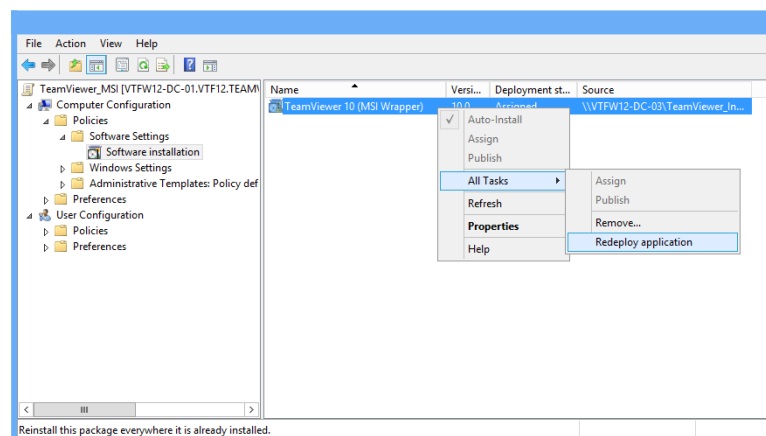 File Action View Help
TeamViewer_MSI [VTFW12-DC-01.VTF12.TEAM
Computer Configuration
Policies
Software Settings
Software installation
Windows Settings
Administrative Templates: Policy def
Preferences
User Configuration
Policies
Preferences
Name Versi... Deployment st... Source
TeamViewer 10 (MSI Wrapper) 10.0 Assigned \\VTFW12-DC-03\TeamViewer_In...
Auto-Install
Assign
Publish
All Tasks
Refresh
Properties
Help
Assign
Publish
Remove...
Redeploy application
Reinstall this package everywhere it is already installed.